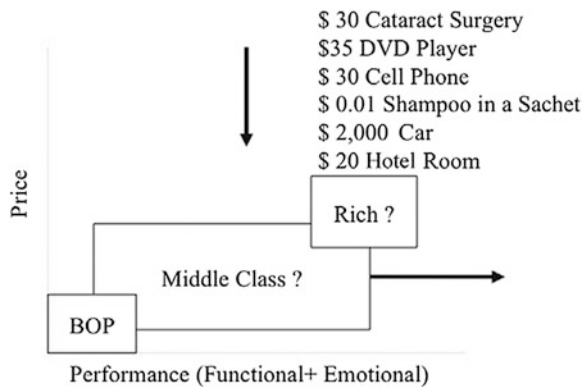 $ 30 Cataract Surgery
$35 DVD Player
$ 30 Cell Phone
$ 0.01 Shampoo in a Sachet
$ 2,000 Car
$ 20 Hotel Room
Price
Rich ?
Middle Class ?
BOP
Performance (Functional+ Emotional)